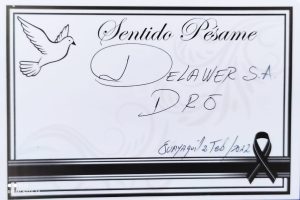 Sentido Pésame
DELAWER S.A.
DRO
Guayaquil 2 Feb/2022